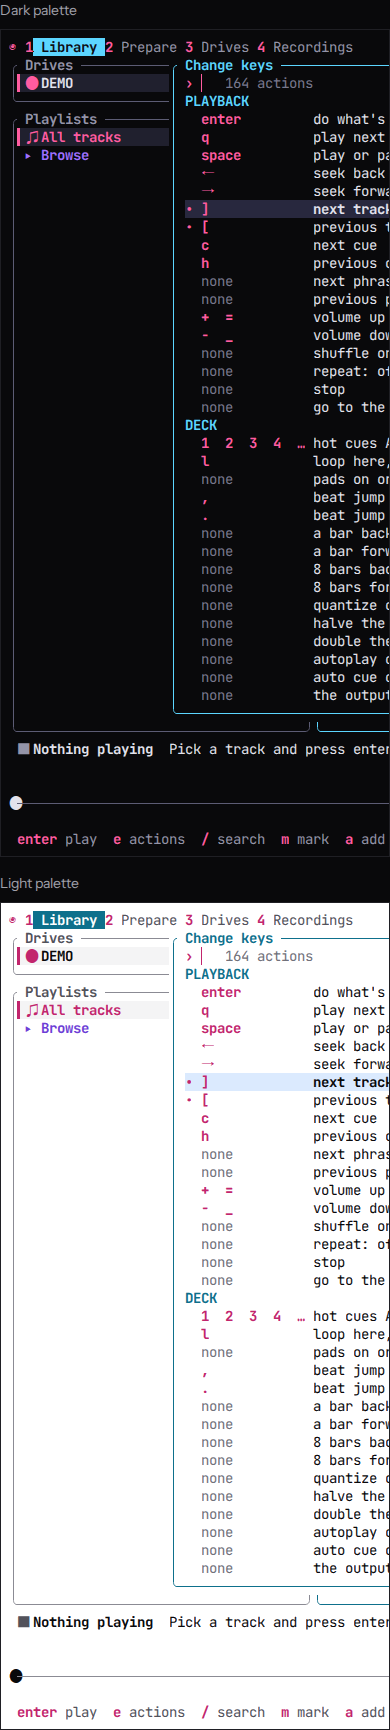 Dark palette
1 Library 2 Prepare 3 Drives 4 Recordings
Drives
DEMO
Playlists
All tracks
Browse
Change keys
› 164 actions
PLAYBACK
enter do what's
q play next
space play or pa
← seek back
→ seek forwa
• ] next track
• [ previous t
c next cue
h previous c
none next phras
none previous p
+ = volume up
- _ volume dow
none shuffle on
none repeat: of
none stop
none go to the
DECK
1 2 3 4 … hot cues A
l loop here,
none pads on on
, beat jump
. beat jump
none a bar back
none a bar forw
none 8 bars bac
none 8 bars for
none quantize o
none halve the
none double the
none autoplay o
none auto cue o
none the output
Nothing playing Pick a track and press enter
enter play e actions / search m mark a add
Light palette
1 Library 2 Prepare 3 Drives 4 Recordings
Drives
DEMO
Playlists
All tracks
Browse
Change keys
› 164 actions
PLAYBACK
enter do what's
q play next
space play or pa
← seek back
→ seek forwa
• ] next track
• [ previous t
c next cue
h previous c
none next phras
none previous p
+ = volume up
- _ volume dow
none shuffle on
none repeat: of
none stop
none go to the
DECK
1 2 3 4 … hot cues A
l loop here,
none pads on on
, beat jump
. beat jump
none a bar back
none a bar forw
none 8 bars bac
none 8 bars for
none quantize o
none halve the
none double the
none autoplay o
none auto cue o
none the output
Nothing playing Pick a track and press enter
enter play e actions / search m mark a add